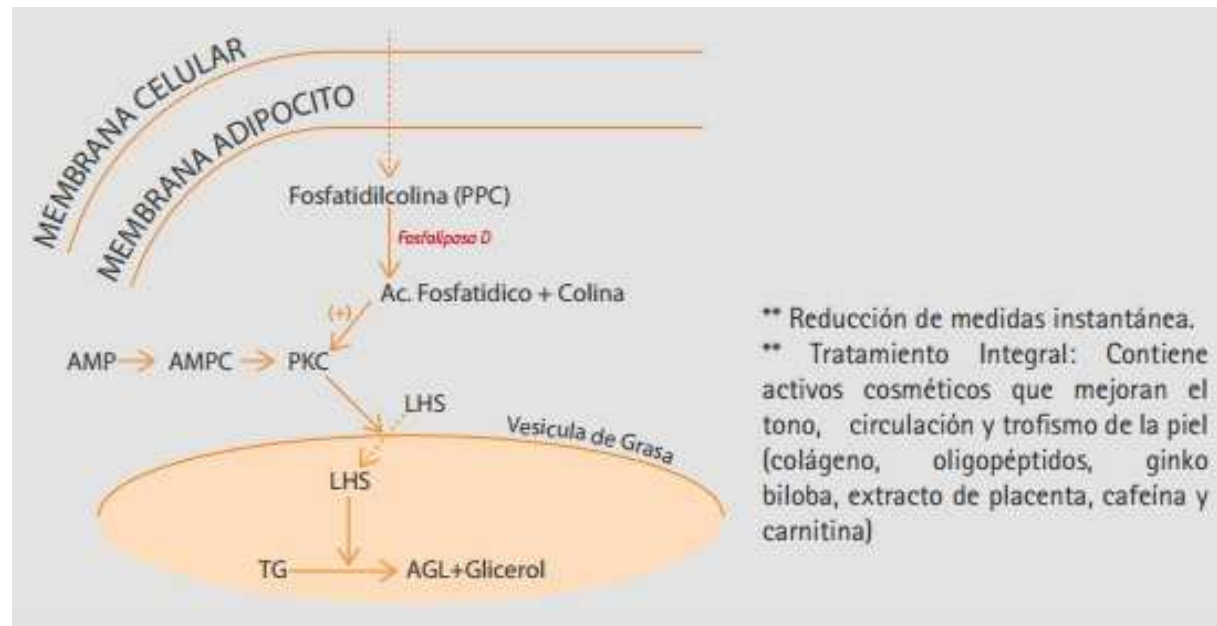 MEMBRANA CELULAR
MEMBRANA ADIPOCITO
Fosfatidilcolina (PPC)
Fosfaliposa D
Ac. Fosfatidico + Colina
(+)
AMP AMPC PKC
LHS
Vesicula de Grasa
LHS
TG AGL+Glicerol
** Reducción de medidas instantánea.
** Tratamiento Integral: Contiene
activos cosméticos que mejoran el
tono, circulación y trofismo de la piel
(colágeno, oligopéptidos, ginko
biloba, extracto de placenta, cafeína y
carnitina)